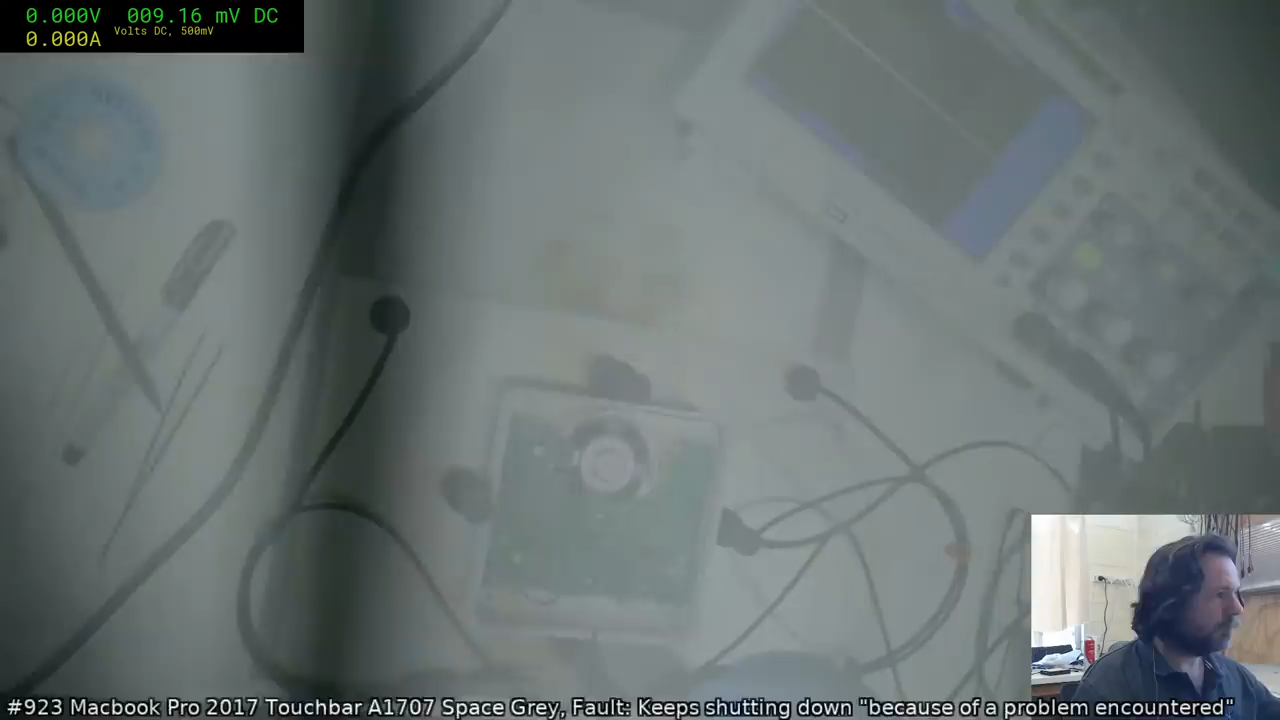 0.000V 009.16 mV DC
0.000A Volts DC, 500mV
#923 Macbook Pro 2017 Touchbar A1707 Space Grey, Fault: Keeps shutting down "because of a problem encountered"